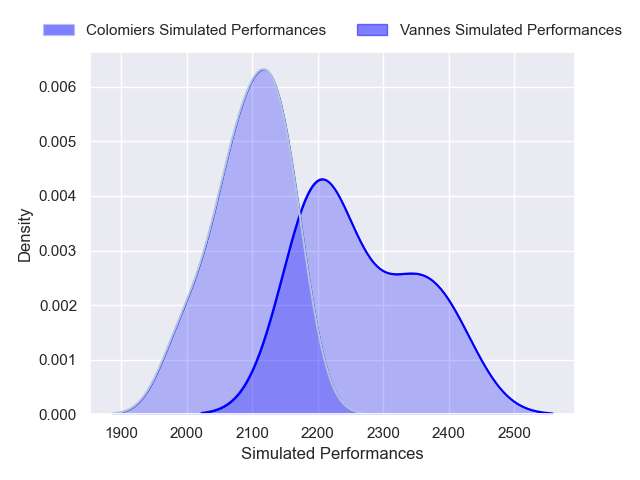 Colomiers Simulated Performances Vannes Simulated Performances
0.006
0.005
0.004
0.003
0.002
0.001
0.000
Density
1900 2000 2100 2200 2300 2400 2500
Simulated Performances